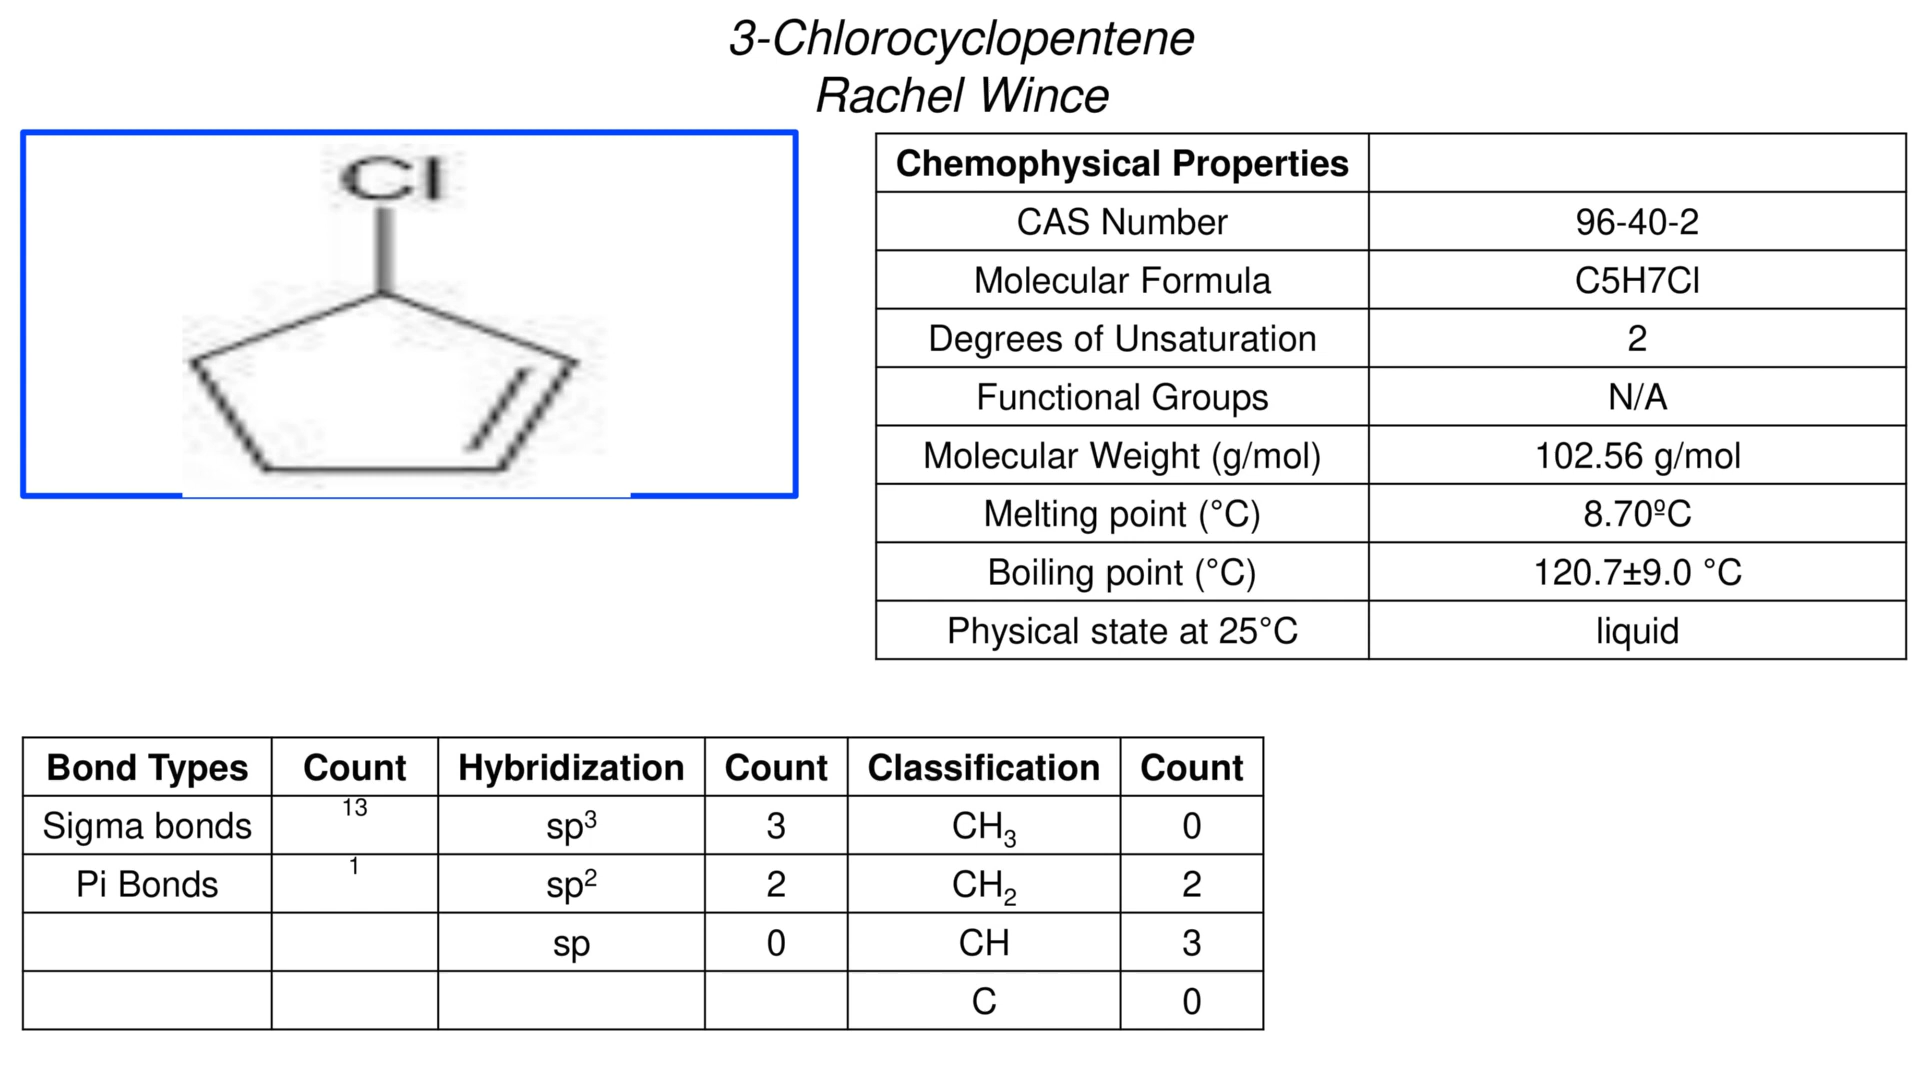 3-Chlorocyclopentene
Rachel Wince
Cl
Chemophysical Properties
CAS Number 96-40-2
Molecular Formula C5H7Cl
Degrees of Unsaturation 2
Functional Groups N/A
Molecular Weight (g/mol) 102.56 g/mol
Melting point (°C) 8.70ºC
Boiling point (°C) 120.7±9.0 °C
Physical state at 25°C liquid
Bond Types Count Hybridization Count Classification Count
Sigma bonds 13 sp³ 3 CH₃ 0
Pi Bonds 1 sp² 2 CH₂ 2
sp 0 CH 3
C 0